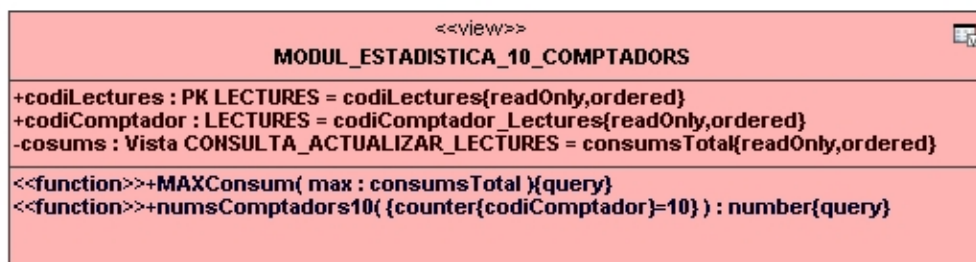 <<view>>
MODUL_ESTADISTICA_10_COMPTADORS
+codiLectures : PK LECTURES = codiLectures{readOnly,ordered}
+codiComptador : LECTURES = codiComptador_Lectures{readOnly,ordered}
-cosums : Vista CONSULTA_ACTUALIZAR_LECTURES = consumsTotal{readOnly,ordered}
<<function>>+MAXConsum( max : consumsTotal ){query}
<<function>>+numsComptadors10( {counter{codiComptador}=10} ) : number{query}